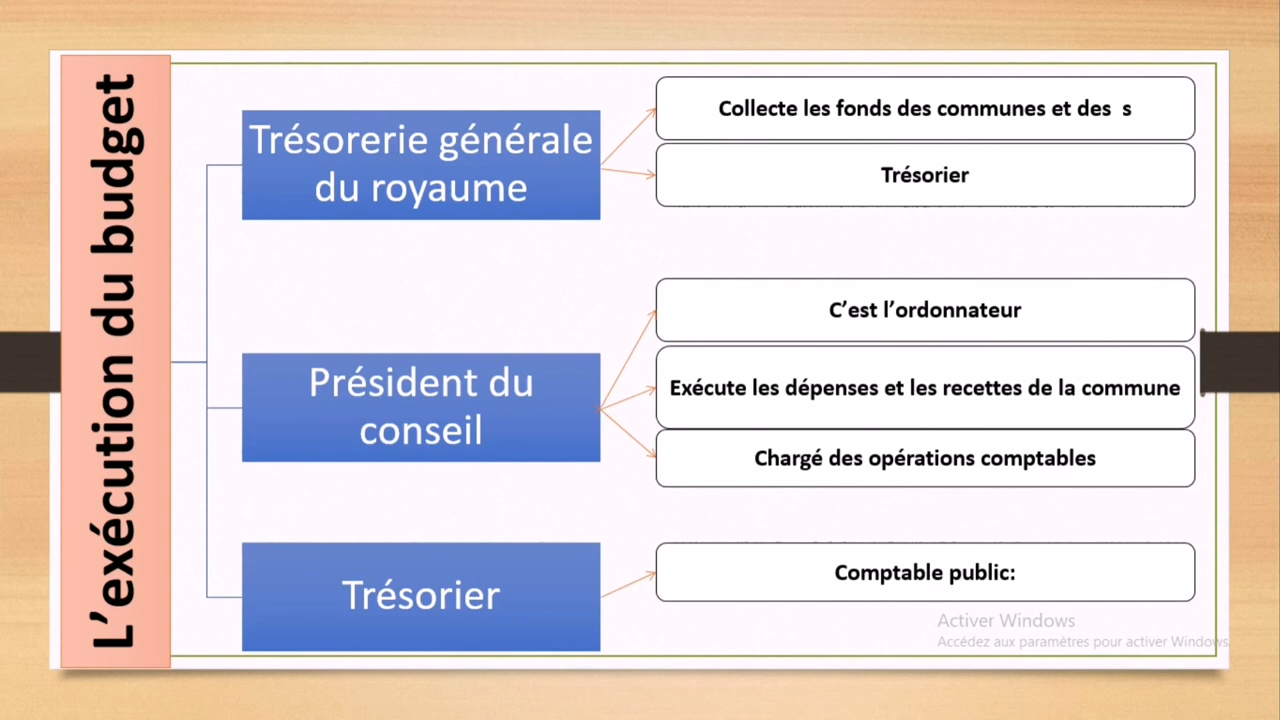 L’exécution du budget
Trésorerie générale
du royaume
Collecte les fonds des communes et des s
Trésorier
Président du
conseil
C’est l’ordonnateur
Exécute les dépenses et les recettes de la commune
Chargé des opérations comptables
Trésorier
Comptable public:
Activer Windows
Accédez aux paramètres pour activer Windows.